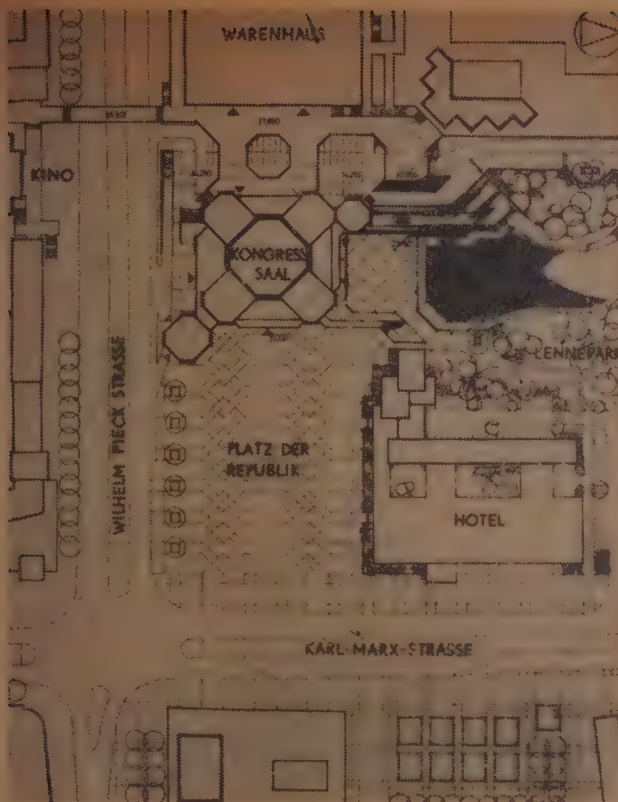 WARENHAUS
KINO
KONGRESS
SAAL
LENNEPARK
WILHELM PIECK STRASSE
PLATZ DER
REPUBLIK
HOTEL
KARL-MARX-STRASSE